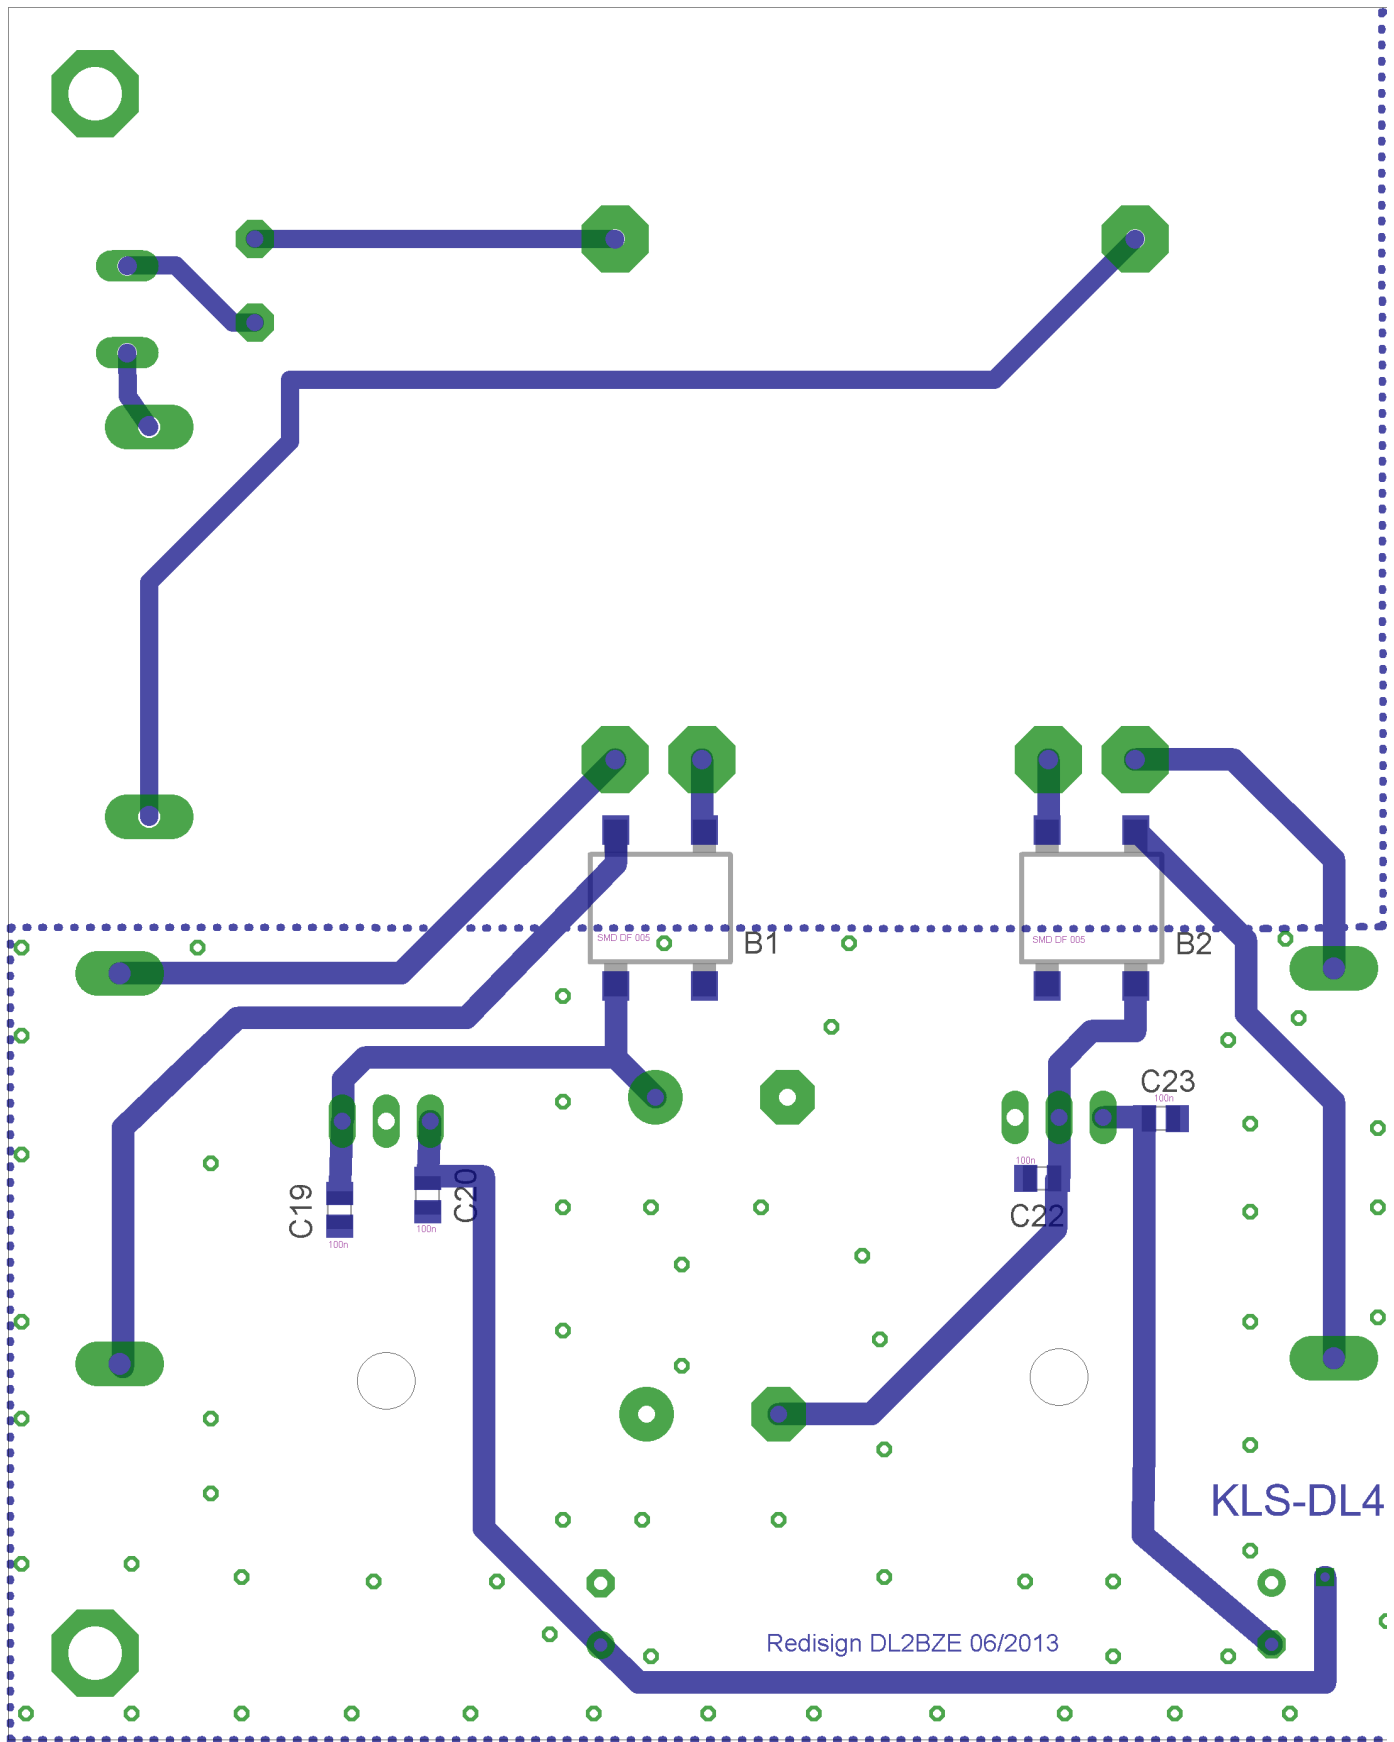 SMD DF 005
B1
SMD DF 005
B2
C23
100n
100n
C19
C20
C22
100n
100n
KLS-DL4
Redisign DL2BZE 06/2013